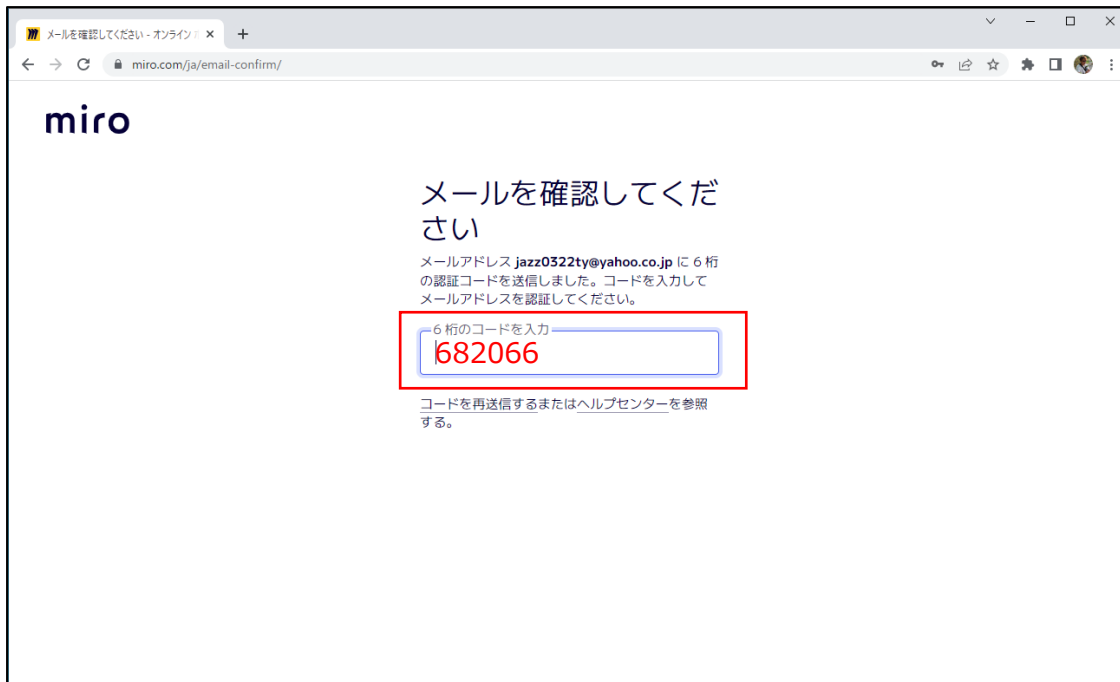 メールを確認してください - オンライン
miro.com/ja/email-confirm/
miro
メールを確認してくだ
さい
メールアドレス jazz0322ty@yahoo.co.jp に 6 桁
の認証コードを送信しました。コードを入力して
メールアドレスを認証してください。
6 桁のコードを入力
682066
コードを再送信するまたはヘルプセンターを参照
する。